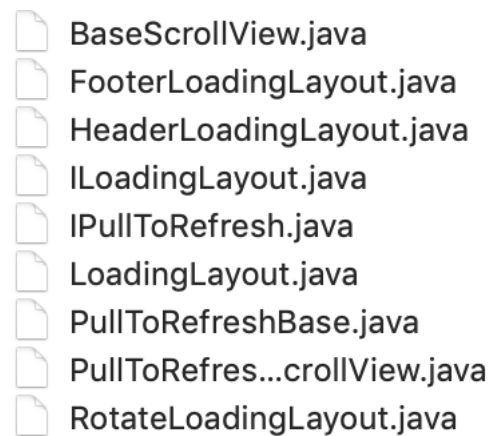 BaseScrollView.java
FooterLoadingLayout.java
HeaderLoadingLayout.java
ILoadingLayout.java
IPullToRefresh.java
LoadingLayout.java
PullToRefreshBase.java
PullToRefres...crollView.java
RotateLoadingLayout.java